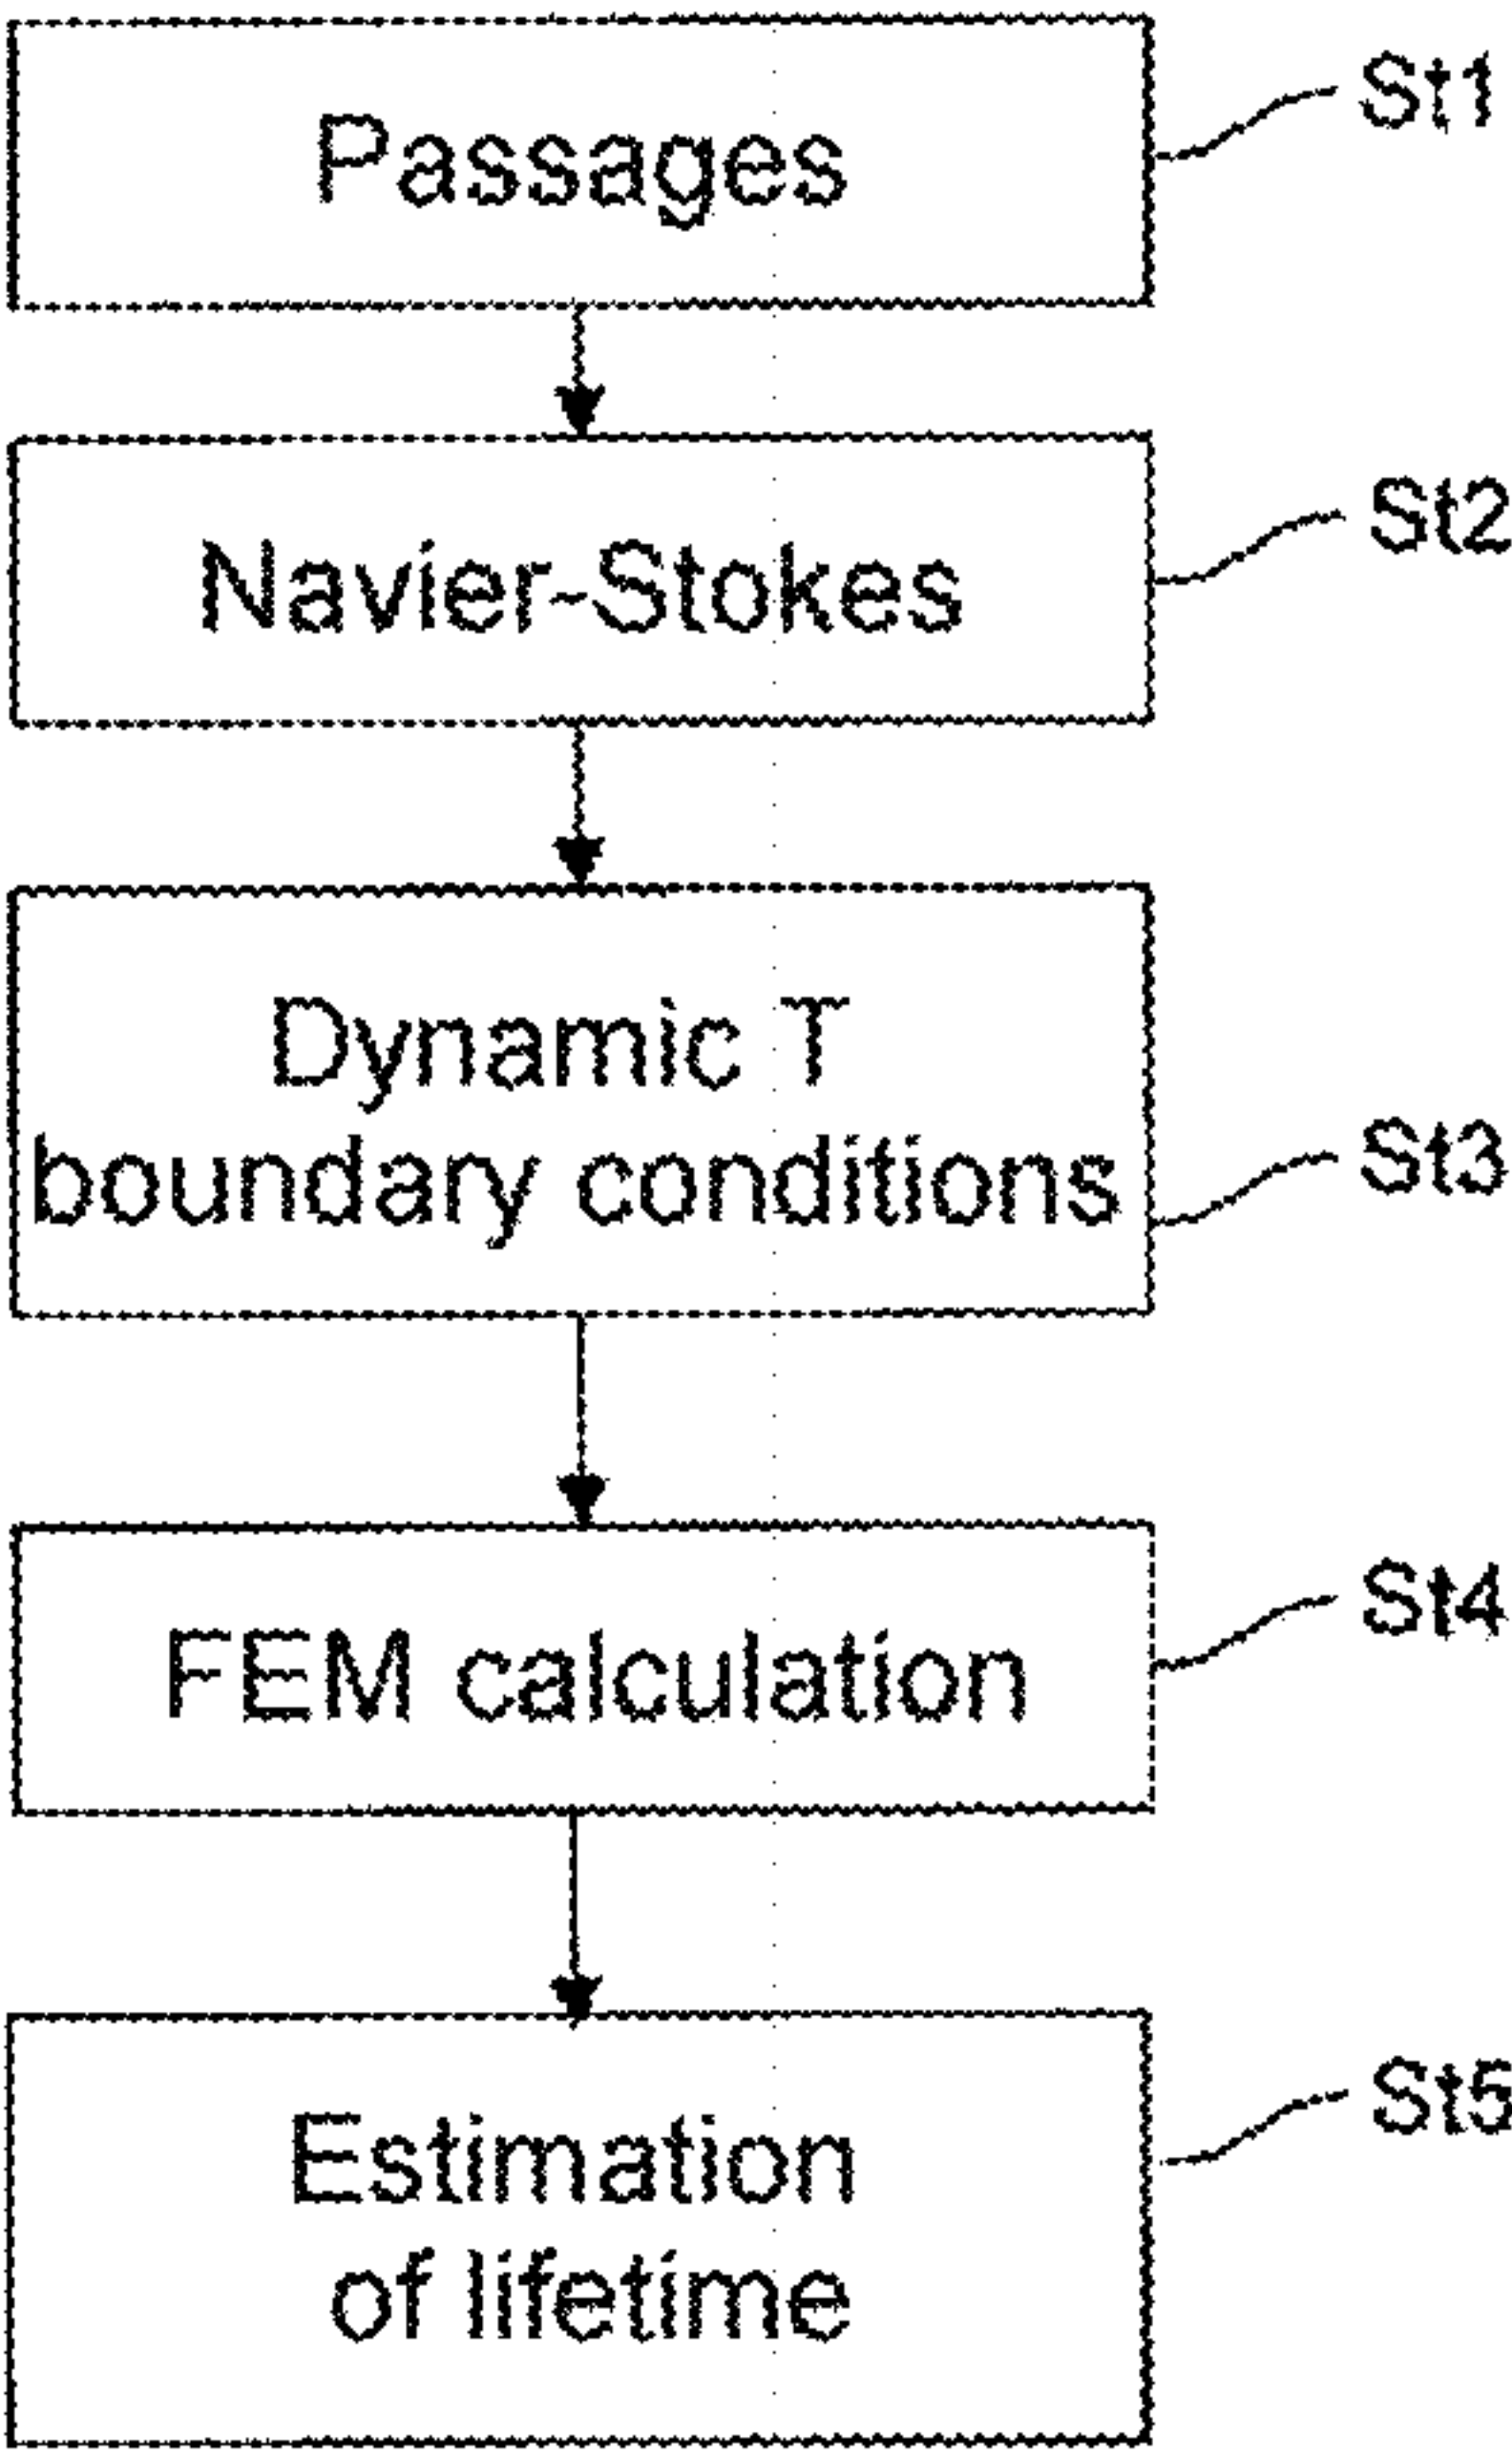 Passages
St1
Navier-Stokes
St2
Dynamic T
boundary conditions
St3
FEM calculation
St4
Estimation
of lifetime
St5